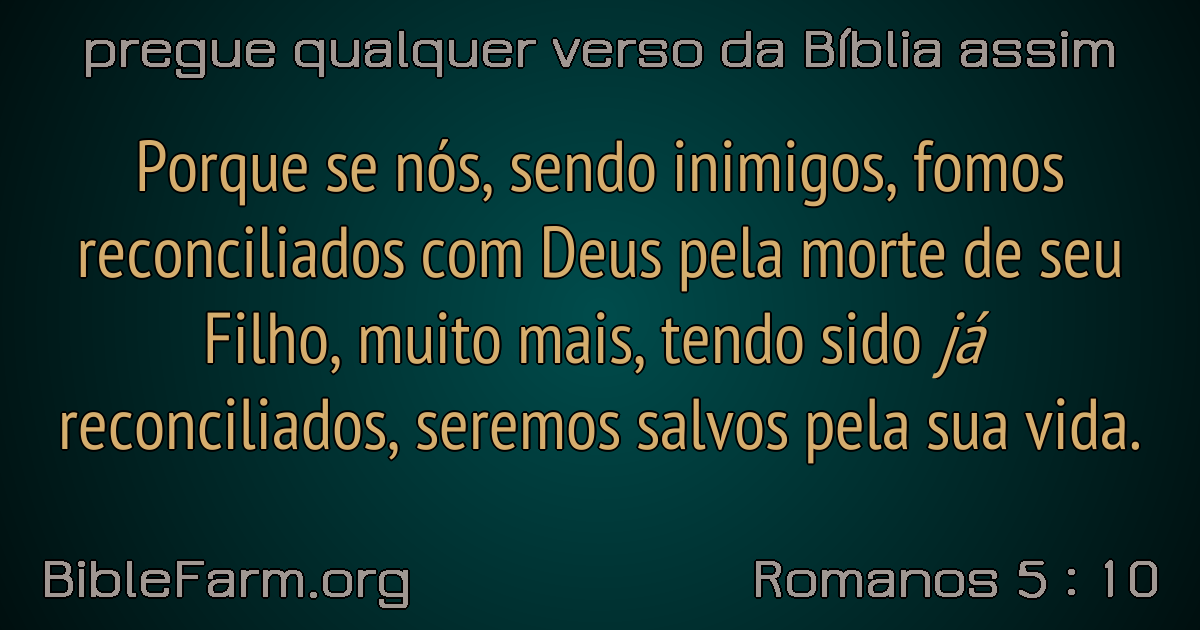 pregue qualquer verso da Bíblia assim
Porque se nós, sendo inimigos, fomos
reconciliados com Deus pela morte de seu
Filho, muito mais, tendo sido já
reconciliados, seremos salvos pela sua vida.
BibleFarm.org
Romanos 5 : 10